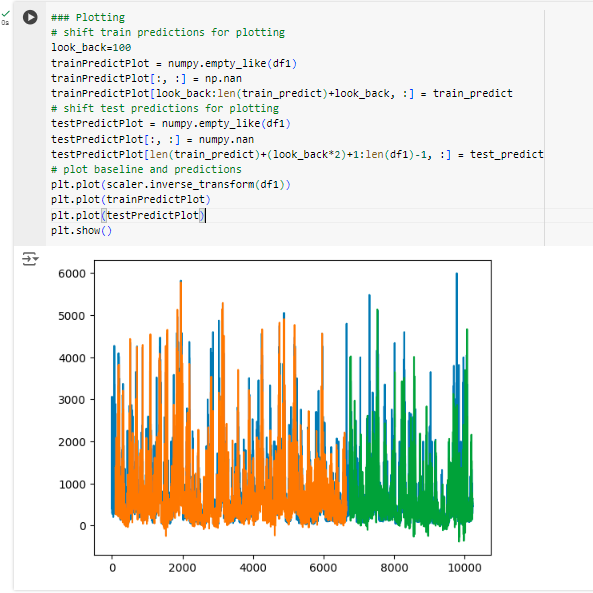 0s
### Plotting
# shift train predictions for plotting
look_back=100
trainPredictPlot = numpy.empty_like(df1)
trainPredictPlot[:, :] = np.nan
trainPredictPlot[look_back:len(train_predict)+look_back, :] = train_predict
# shift test predictions for plotting
testPredictPlot = numpy.empty_like(df1)
testPredictPlot[:, :] = numpy.nan
testPredictPlot[len(train_predict)+(look_back*2)+1:len(df1)-1, :] = test_predict
# plot baseline and predictions
plt.plot(scaler.inverse_transform(df1))
plt.plot(trainPredictPlot)
plt.plot(testPredictPlot)
plt.show()
6000
5000
4000
3000
2000
1000
0
0 2000 4000 6000 8000 10000